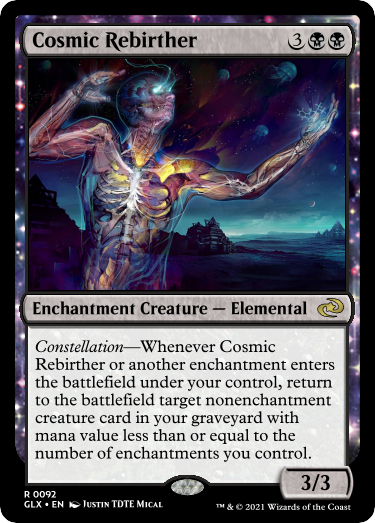 Cosmic Rebirther 3
Enchantment Creature — Elemental
Constellation—Whenever Cosmic
Rebirther or another enchantment enters
the battlefield under your control, return
to the battlefield target nonenchantment
creature card in your graveyard with
mana value less than or equal to the
number of enchantments you control.
3/3
R 0092
GLX • EN Justin TDTE Mical
™ & © 2021 Wizards of the Coast